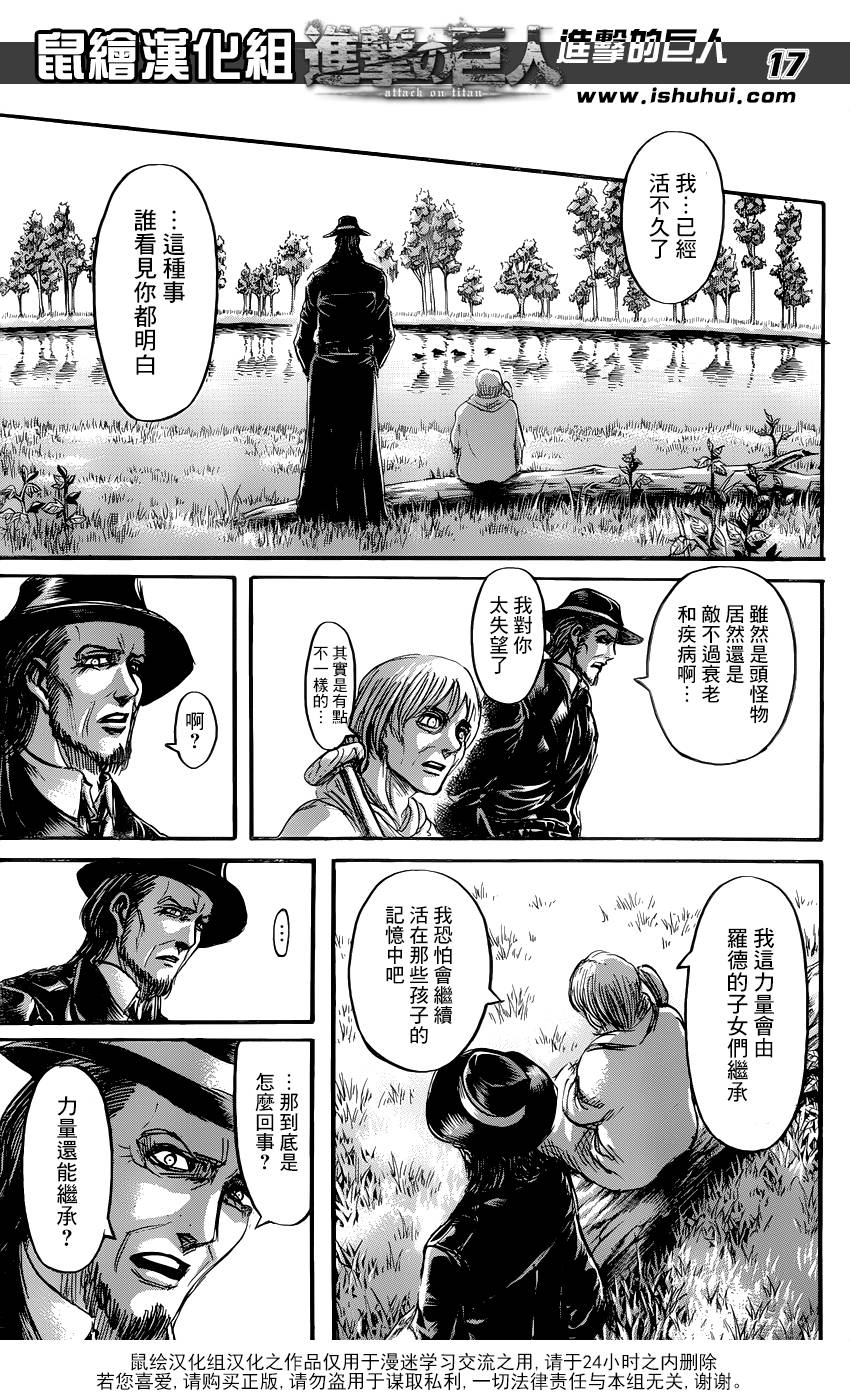 鼠繪漢化組
進撃の巨人
attack on titan
進擊的巨人
www.ishuhui.com
17
我…已經
活不久了
…這種事
誰看見你都明白
雖然是頭怪物
居然還是
敵不過衰老
和疾病啊…
我對你
太失望了
其實是有點
不一樣的…
啊?
我這力量會由
羅德的子女們繼承
我恐怕會繼續
活在那些孩子的
記憶中吧
…
…那到底是
怎麼回事?
力量還能繼承?
鼠绘汉化组汉化之作品仅用于漫迷学习交流之用, 请于24小时之内删除
若您喜爱, 请购买正版, 请勿盗用于谋取私利, 一切法律责任与本组无关, 谢谢。